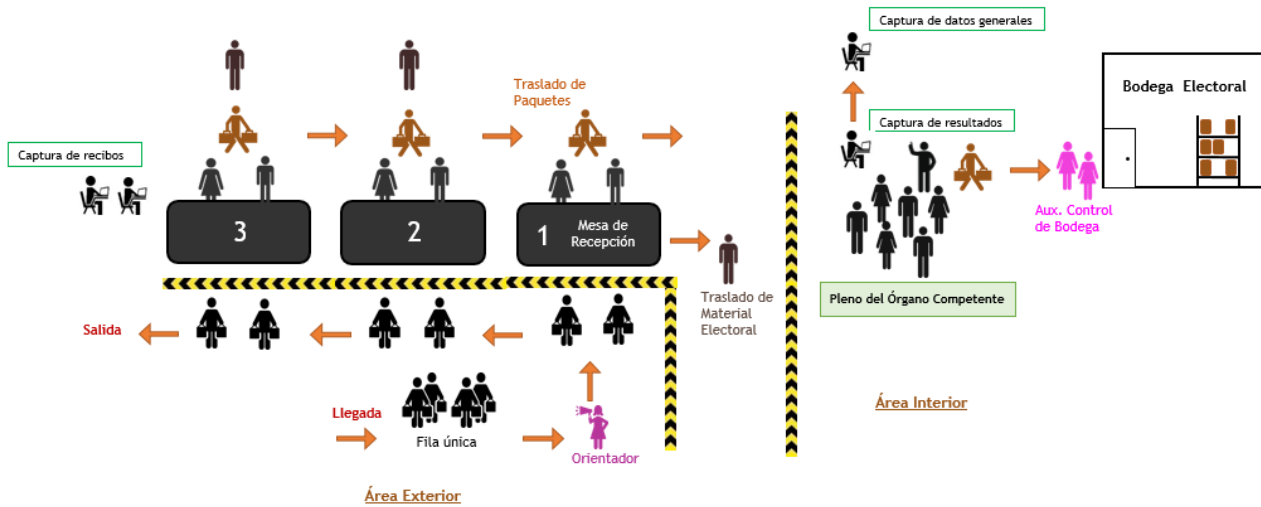 Captura de datos generales
Bodega Electoral
Traslado de
Paquetes
Captura de resultados
Captura de recibos
3
2
1
Mesa de
Recepción
Aux. Control
de Bodega
Traslado de
Material
Electoral
Pleno del Órgano Competente
Salida
Llegada
Fila única
Orientador
Área Interior
Área Exterior